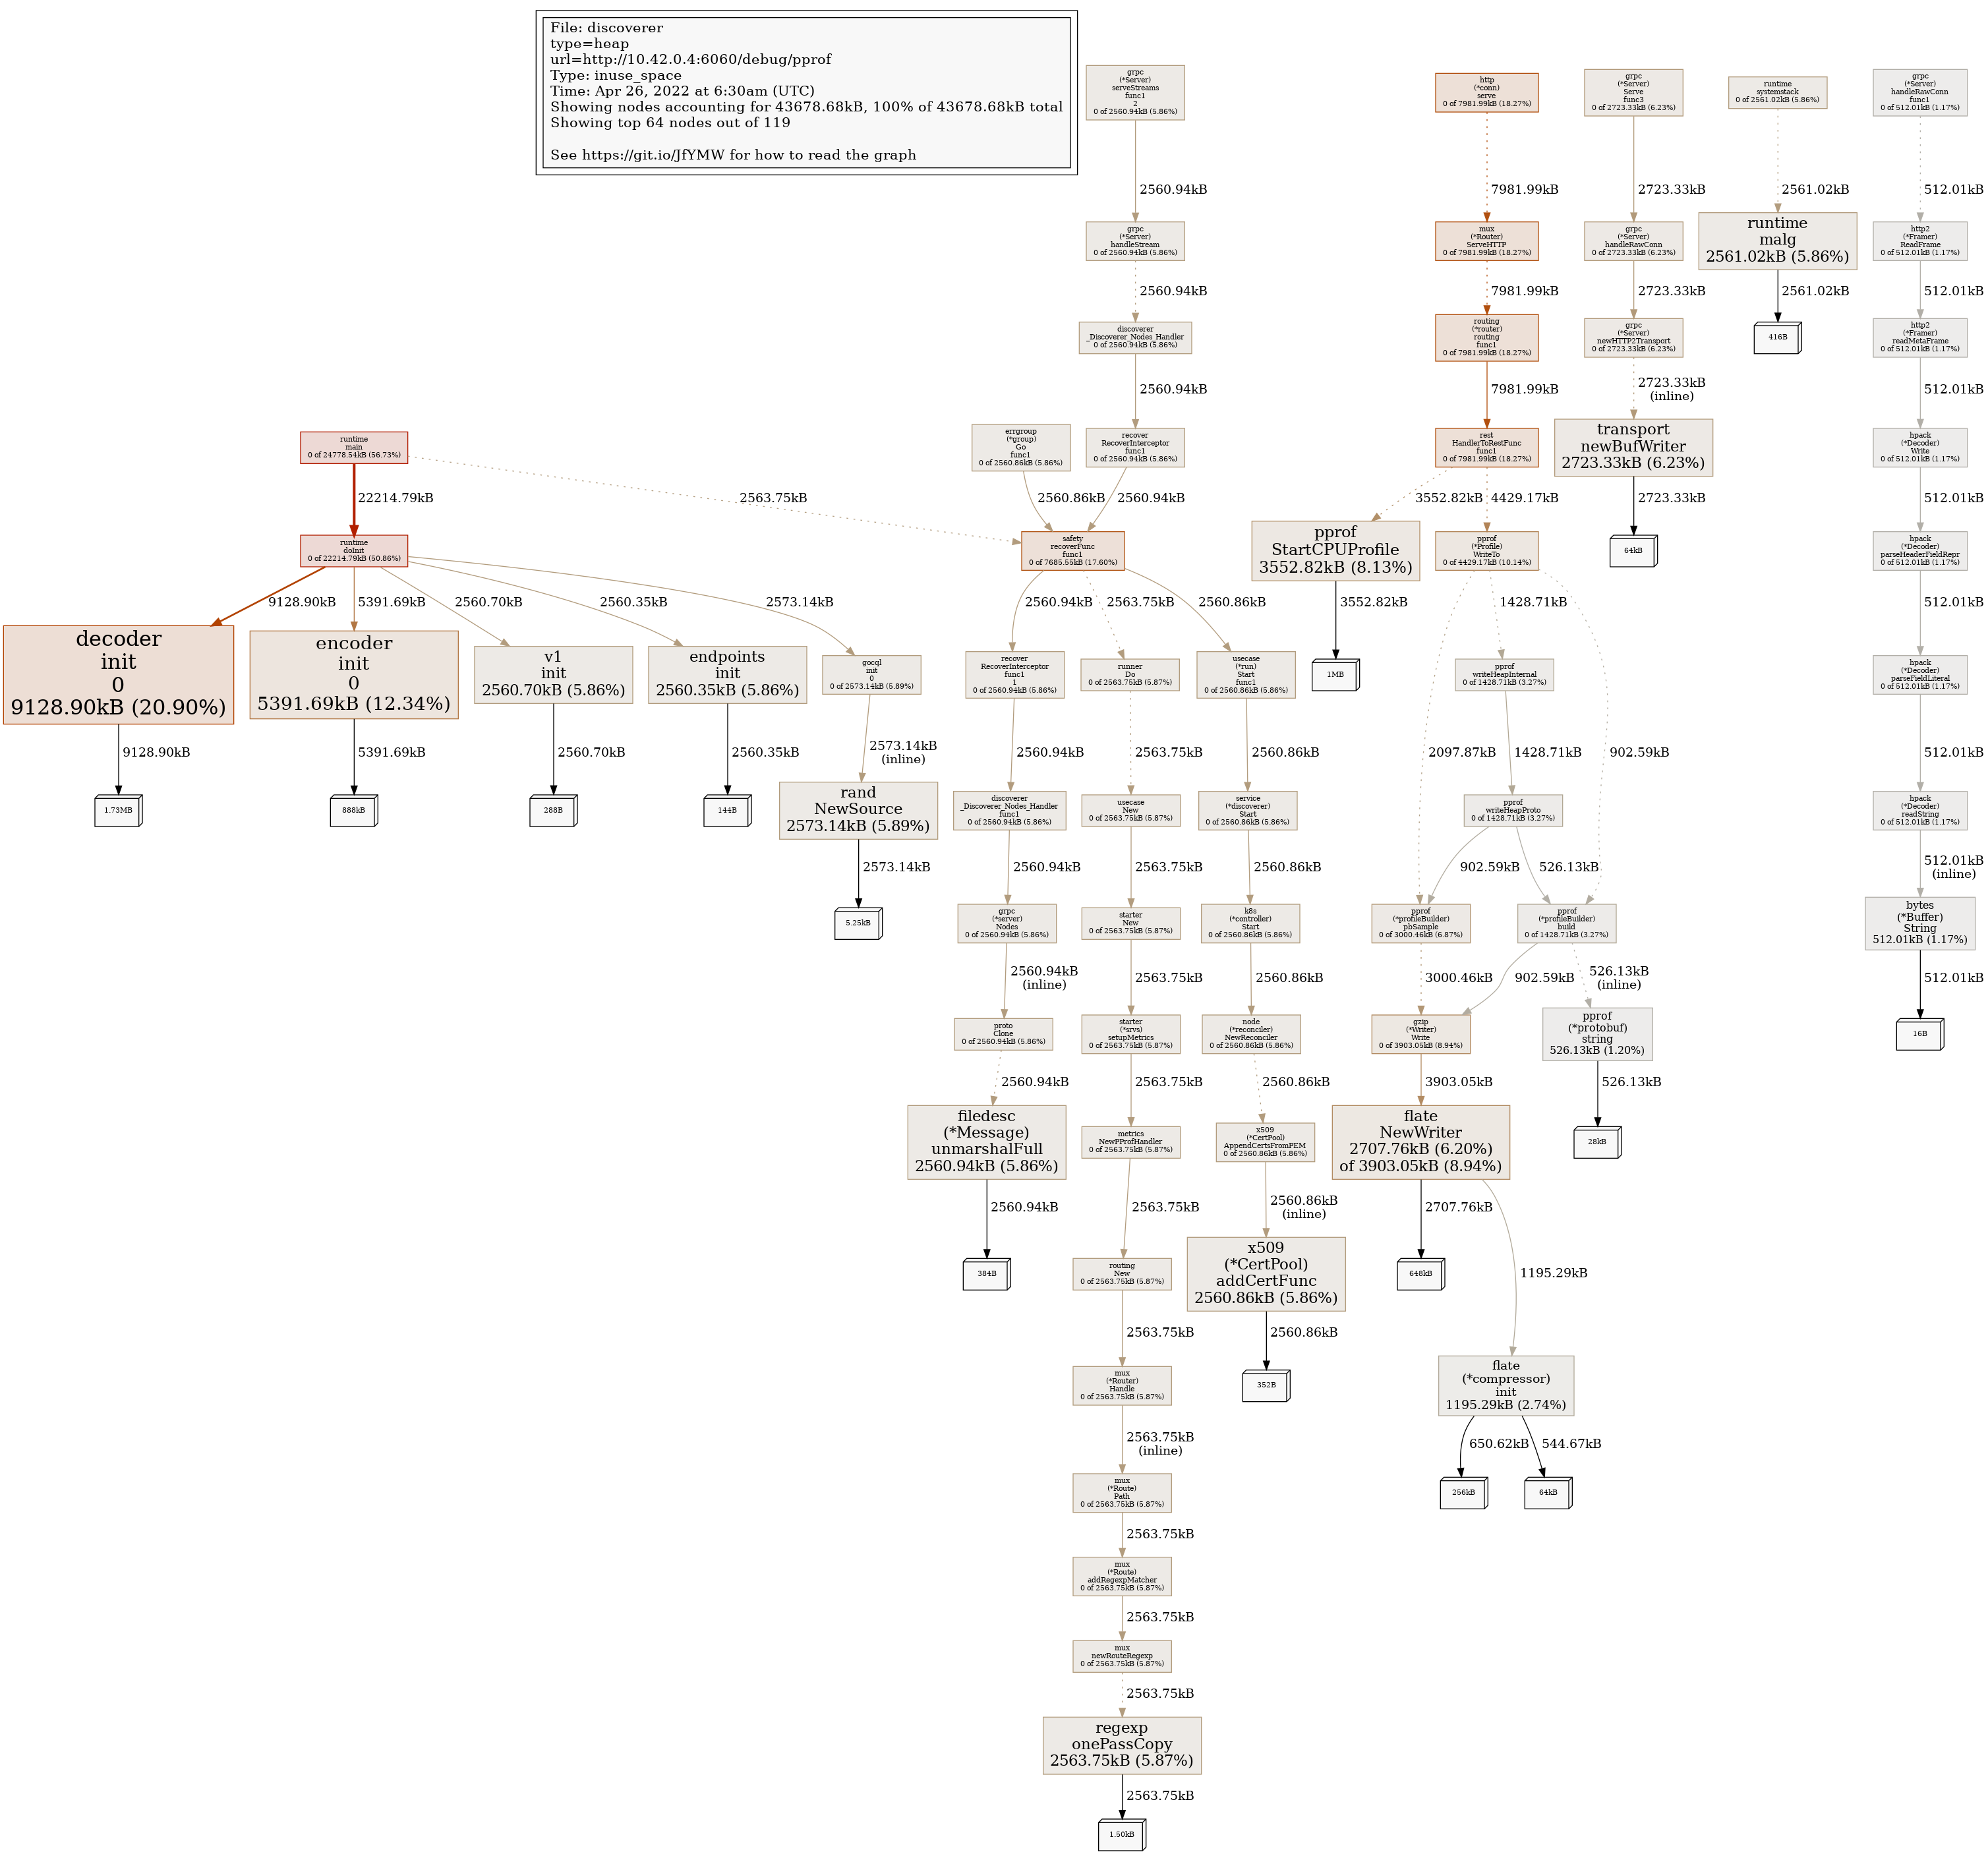 File: discoverer
type=heap
url=http://10.42.0.4:6060/debug/pprof
Type: inuse_space
Time: Apr 26, 2022 at 6:30am (UTC)
Showing nodes accounting for 43678.68kB, 100% of 43678.68kB total
Showing top 64 nodes out of 119
See https://git.io/JfYMW for how to read the graph
grpc
(*Server)
serveStreams
func1
2
0 of 2560.94kB (5.86%)
http
(*conn)
serve
0 of 7981.99kB (18.27%)
grpc
(*Server)
Serve
func3
0 of 2723.33kB (6.23%)
runtime
systemstack
0 of 2561.02kB (5.86%)
grpc
(*Server)
handleRawConn
func1
0 of 512.01kB (1.17%)
2560.94kB
7981.99kB
2723.33kB
2561.02kB
512.01kB
grpc
(*Server)
handleStream
0 of 2560.94kB (5.86%)
mux
(*Router)
ServeHTTP
0 of 7981.99kB (18.27%)
grpc
(*Server)
handleRawConn
0 of 2723.33kB (6.23%)
runtime
malg
2561.02kB (5.86%)
http2
(*Framer)
ReadFrame
0 of 512.01kB (1.17%)
2560.94kB
7981.99kB
2723.33kB
2561.02kB
512.01kB
discoverer
_Discoverer_Nodes_Handler
0 of 2560.94kB (5.86%)
routing
(*router)
routing
func1
0 of 7981.99kB (18.27%)
grpc
(*Server)
newHTTP2Transport
0 of 2723.33kB (6.23%)
416B
http2
(*Framer)
readMetaFrame
0 of 512.01kB (1.17%)
2560.94kB
7981.99kB
2723.33kB
(inline)
512.01kB
runtime
main
0 of 24778.54kB (56.73%)
errgroup
(*group)
Go
func1
0 of 2560.86kB (5.86%)
recover
RecoverInterceptor
func1
0 of 2560.94kB (5.86%)
rest
HandlerToRestFunc
func1
0 of 7981.99kB (18.27%)
transport
newBufWriter
2723.33kB (6.23%)
hpack
(*Decoder)
Write
0 of 512.01kB (1.17%)
22214.79kB
2563.75kB
2560.86kB
2560.94kB
3552.82kB
4429.17kB
2723.33kB
512.01kB
runtime
doInit
0 of 22214.79kB (50.86%)
safety
recoverFunc
func1
0 of 7685.55kB (17.60%)
pprof
StartCPUProfile
3552.82kB (8.13%)
pprof
(*Profile)
WriteTo
0 of 4429.17kB (10.14%)
64kB
hpack
(*Decoder)
parseHeaderFieldRepr
0 of 512.01kB (1.17%)
9128.90kB
5391.69kB
2560.70kB
2560.35kB
2573.14kB
2560.94kB
2563.75kB
2560.86kB
3552.82kB
1428.71kB
512.01kB
decoder
init
0
9128.90kB (20.90%)
encoder
init
0
5391.69kB (12.34%)
v1
init
2560.70kB (5.86%)
endpoints
init
2560.35kB (5.86%)
gocql
init
0
0 of 2573.14kB (5.89%)
recover
RecoverInterceptor
func1
1
0 of 2560.94kB (5.86%)
runner
Do
0 of 2563.75kB (5.87%)
usecase
(*run)
Start
func1
0 of 2560.86kB (5.86%)
1MB
pprof
writeHeapInternal
0 of 1428.71kB (3.27%)
hpack
(*Decoder)
parseFieldLiteral
0 of 512.01kB (1.17%)
9128.90kB
5391.69kB
2560.70kB
2560.35kB
2573.14kB
(inline)
2560.94kB
2563.75kB
2560.86kB
2097.87kB
1428.71kB
902.59kB
512.01kB
1.73MB
888kB
288B
144B
rand
NewSource
2573.14kB (5.89%)
discoverer
_Discoverer_Nodes_Handler
func1
0 of 2560.94kB (5.86%)
usecase
New
0 of 2563.75kB (5.87%)
service
(*discoverer)
Start
0 of 2560.86kB (5.86%)
pprof
writeHeapProto
0 of 1428.71kB (3.27%)
hpack
(*Decoder)
readString
0 of 512.01kB (1.17%)
2573.14kB
2560.94kB
2563.75kB
2560.86kB
902.59kB
526.13kB
512.01kB
(inline)
5.25kB
grpc
(*server)
Nodes
0 of 2560.94kB (5.86%)
starter
New
0 of 2563.75kB (5.87%)
k8s
(*controller)
Start
0 of 2560.86kB (5.86%)
pprof
(*profileBuilder)
pbSample
0 of 3000.46kB (6.87%)
pprof
(*profileBuilder)
build
0 of 1428.71kB (3.27%)
bytes
(*Buffer)
String
512.01kB (1.17%)
2560.94kB
(inline)
2563.75kB
2560.86kB
3000.46kB
902.59kB
526.13kB
(inline)
512.01kB
proto
Clone
0 of 2560.94kB (5.86%)
starter
(*srvs)
setupMetrics
0 of 2563.75kB (5.87%)
node
(*reconciler)
NewReconciler
0 of 2560.86kB (5.86%)
gzip
(*Writer)
Write
0 of 3903.05kB (8.94%)
pprof
(*protobuf)
string
526.13kB (1.20%)
16B
2560.94kB
2563.75kB
2560.86kB
3903.05kB
526.13kB
filedesc
(*Message)
unmarshalFull
2560.94kB (5.86%)
metrics
NewPProfHandler
0 of 2563.75kB (5.87%)
x509
(*CertPool)
AppendCertsFromPEM
0 of 2560.86kB (5.86%)
flate
NewWriter
2707.76kB (6.20%)
of 3903.05kB (8.94%)
28kB
2560.94kB
2563.75kB
2560.86kB
(inline)
2707.76kB
1195.29kB
384B
routing
New
0 of 2563.75kB (5.87%)
x509
(*CertPool)
addCertFunc
2560.86kB (5.86%)
648kB
2563.75kB
2560.86kB
mux
(*Router)
Handle
0 of 2563.75kB (5.87%)
352B
flate
(*compressor)
init
1195.29kB (2.74%)
2563.75kB
(inline)
650.62kB
544.67kB
mux
(*Route)
Path
0 of 2563.75kB (5.87%)
256kB
64kB
2563.75kB
mux
(*Route)
addRegexpMatcher
0 of 2563.75kB (5.87%)
2563.75kB
mux
newRouteRegexp
0 of 2563.75kB (5.87%)
2563.75kB
regexp
onePassCopy
2563.75kB (5.87%)
2563.75kB
1.50kB